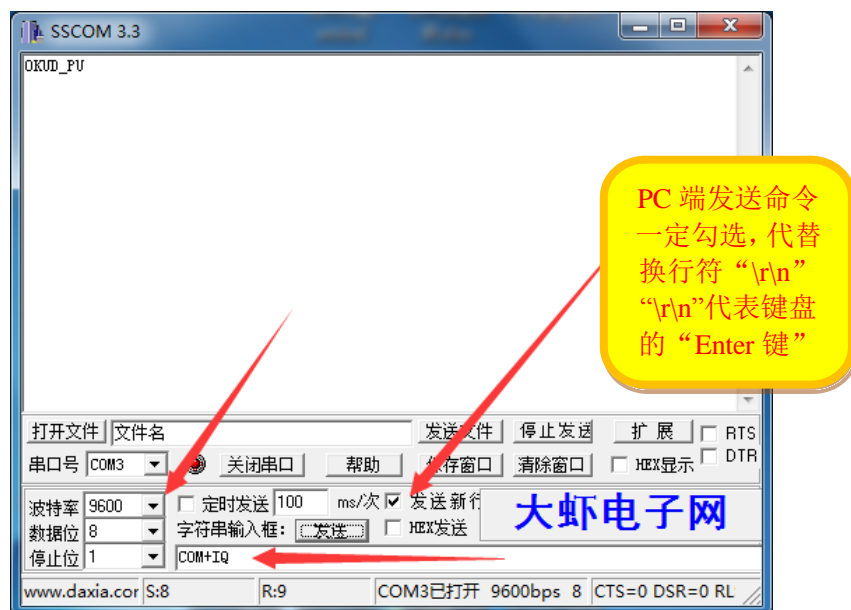 SSCOM 3.3
OKUD_PU
PC 端发送命令
一定勾选，代替
换行符“\r\n”
“\r\n”代表键盘
的“Enter 键”
打开文件 文件名 发送文件 停止发送 扩展 RTS
串口号 COM3 关闭串口 帮助 保存窗口 清除窗口 HEX显示 DTR
波特率 9600 定时发送 100 ms/次 发送新行
数据位 8 字符串输入框： 发送 HEX发送
大虾电子网
停止位 1 COM+IQ
www.daxia.cor S:8 R:9 COM3已打开 9600bps 8 CTS=0 DSR=0 RL